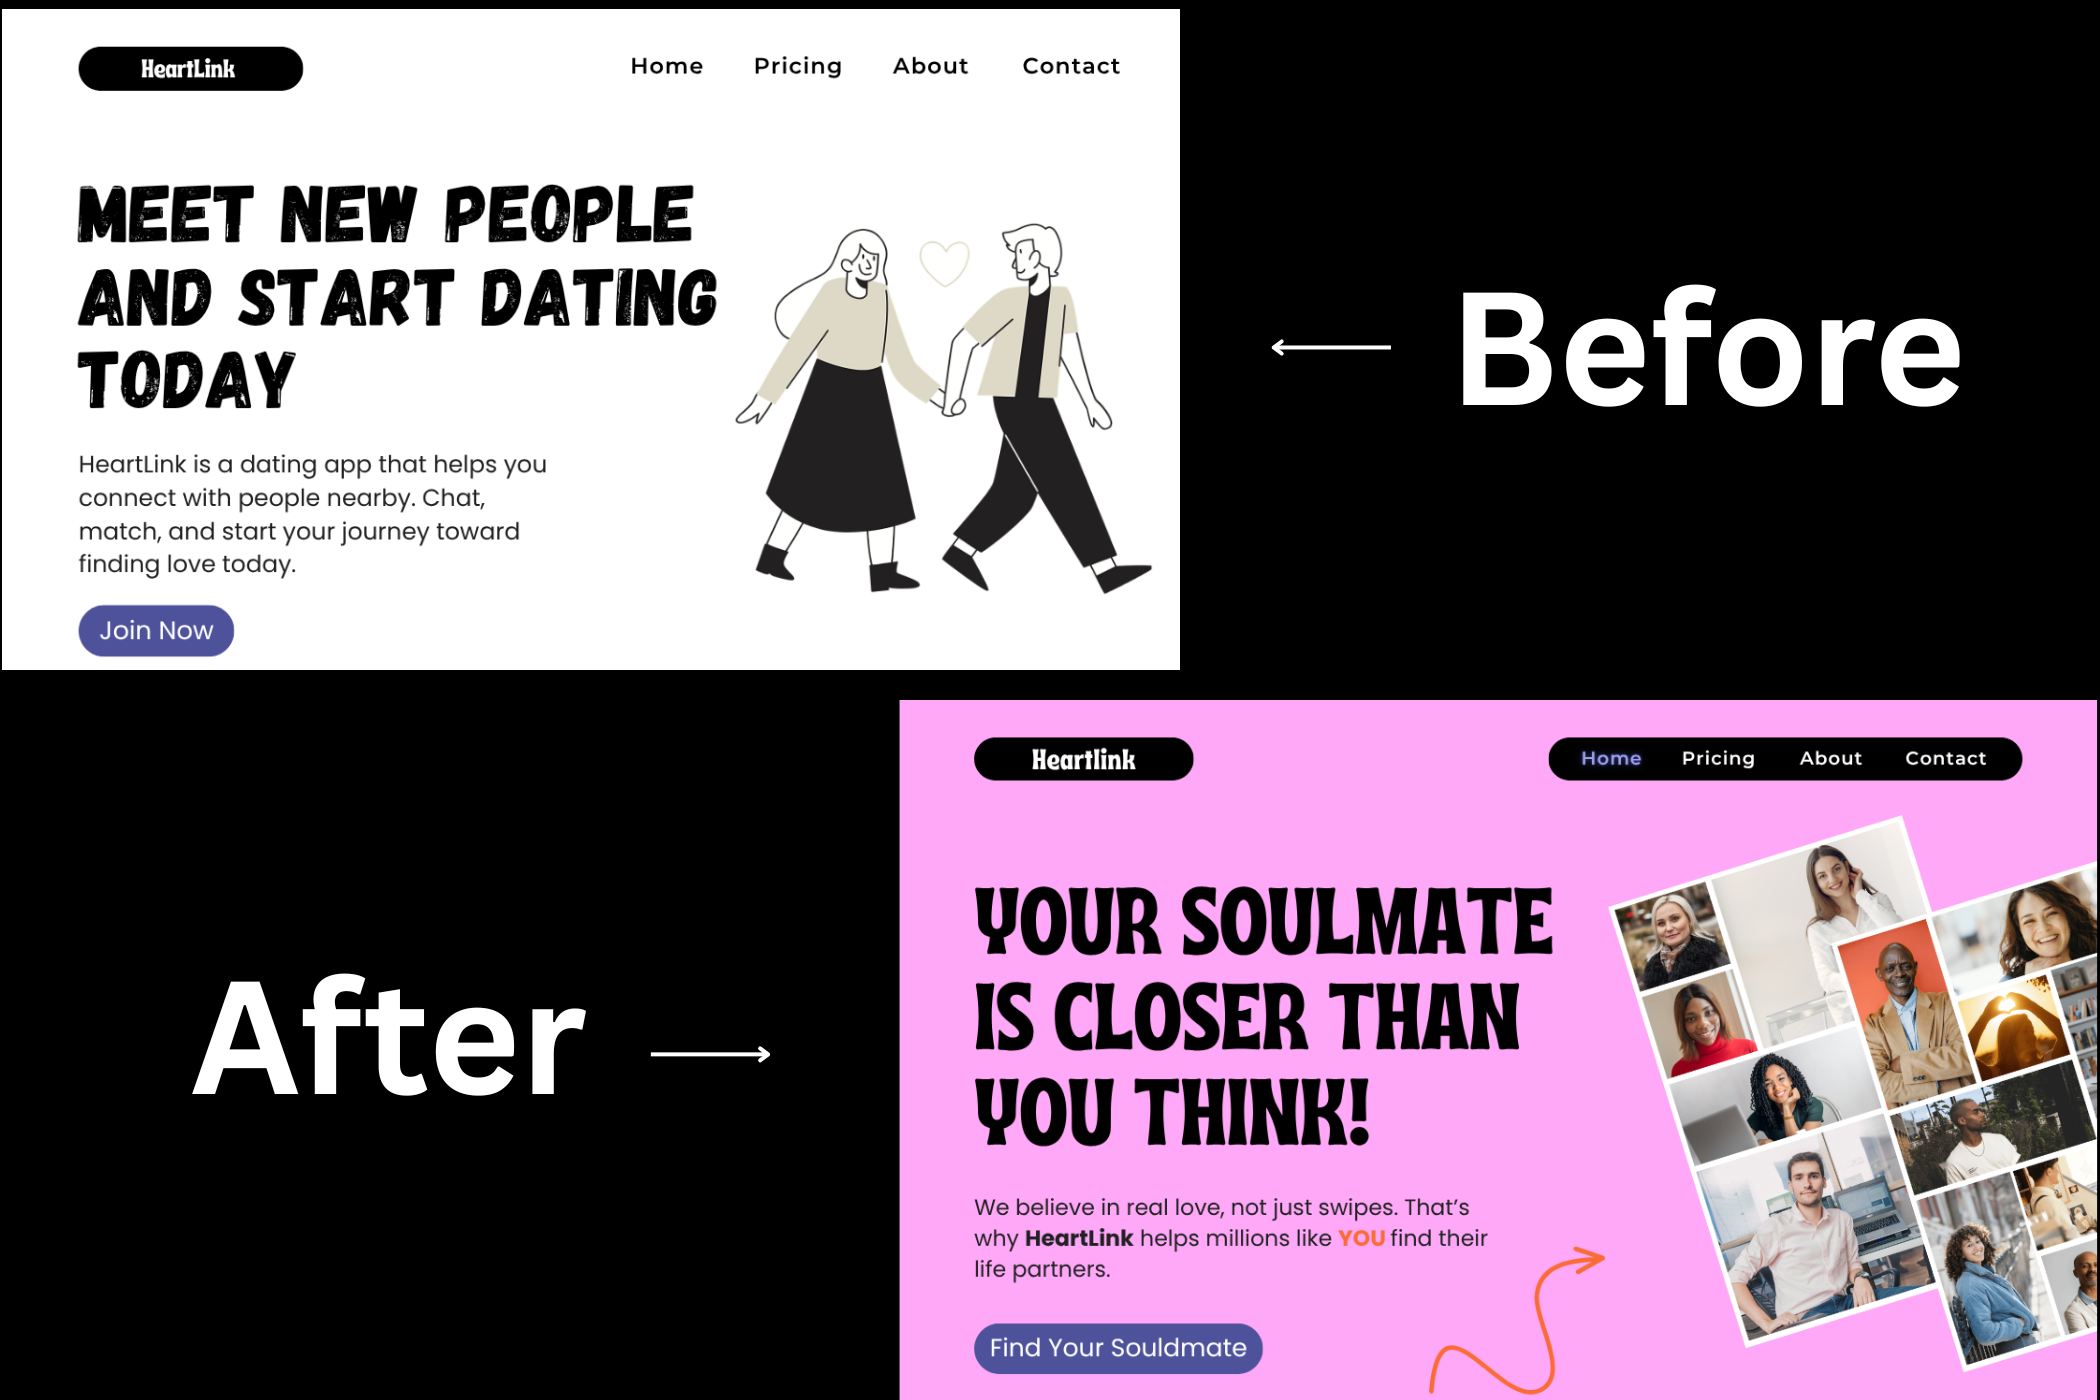 HeartLink
Home Pricing About Contact
MEET NEW PEOPLE
AND START DATING
TODAY
HeartLink is a dating app that helps you
connect with people nearby. Chat,
match, and start your journey toward
finding love today.
Join Now
Before
After
Heartlink
Home Pricing About Contact
YOUR SOULMATE
IS CLOSER THAN
YOU THINK!
We believe in real love, not just swipes. That's
why HeartLink helps millions like YOU find their
life partners.
Find Your Souldmate